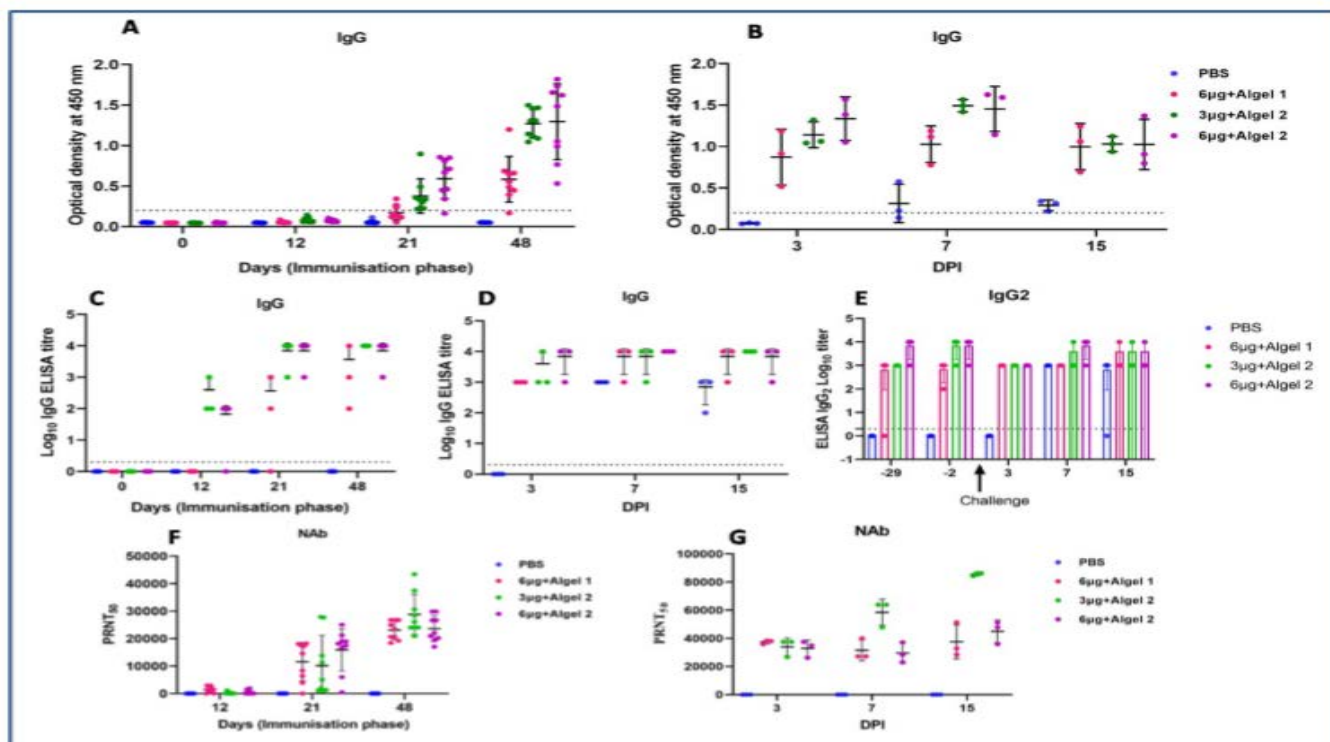 A
IgG
Optical density at 450 nm
2.0
1.5
1.0
0.5
0.0
0
12
21
48
Days (Immunisation phase)
B
IgG
Optical density at 450 nm
2.0
1.5
1.0
0.5
0.0
3
7
15
DPI
PBS
6µg+Algel 1
3µg+Algel 2
6µg+Algel 2
C
IgG
Log10 IgG ELISA titre
5
4
3
2
1
0
0
12
21
48
Days (Immunisation phase)
D
IgG
Log10 IgG ELISA titre
5
4
3
2
1
0
3
7
15
DPI
E
IgG2
ELISA IgG2 Log10 titer
5
4
3
2
1
0
-1
-29
-2
3
7
15
Challenge
PBS
6µg+Algel 1
3µg+Algel 2
6µg+Algel 2
F
NAb
PRNT50
50000
40000
30000
20000
10000
0
12
21
48
Days (Immunisation phase)
PBS
6µg+Algel 1
3µg+Algel 2
6µg+Algel 2
G
NAb
PRNT50
100000
80000
60000
40000
20000
0
3
7
15
DPI
PBS
6µg+Algel 1
3µg+Algel 2
6µg+Algel 2